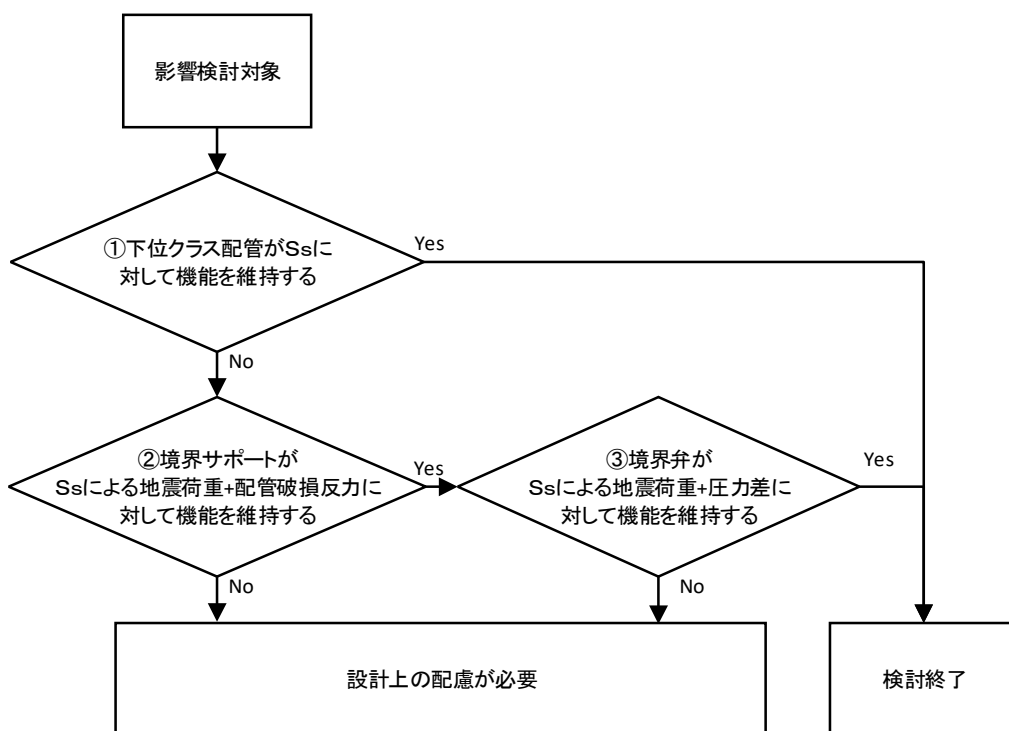 影響検討対象
①下位クラス配管がSsに
対して機能を維持する
Yes
No
②境界サポートが
Ssによる地震荷重+配管破損反力に
対して機能を維持する
Yes
③境界弁が
Ssによる地震荷重+圧力差に
対して機能を維持する
Yes
No
No
設計上の配慮が必要
検討終了